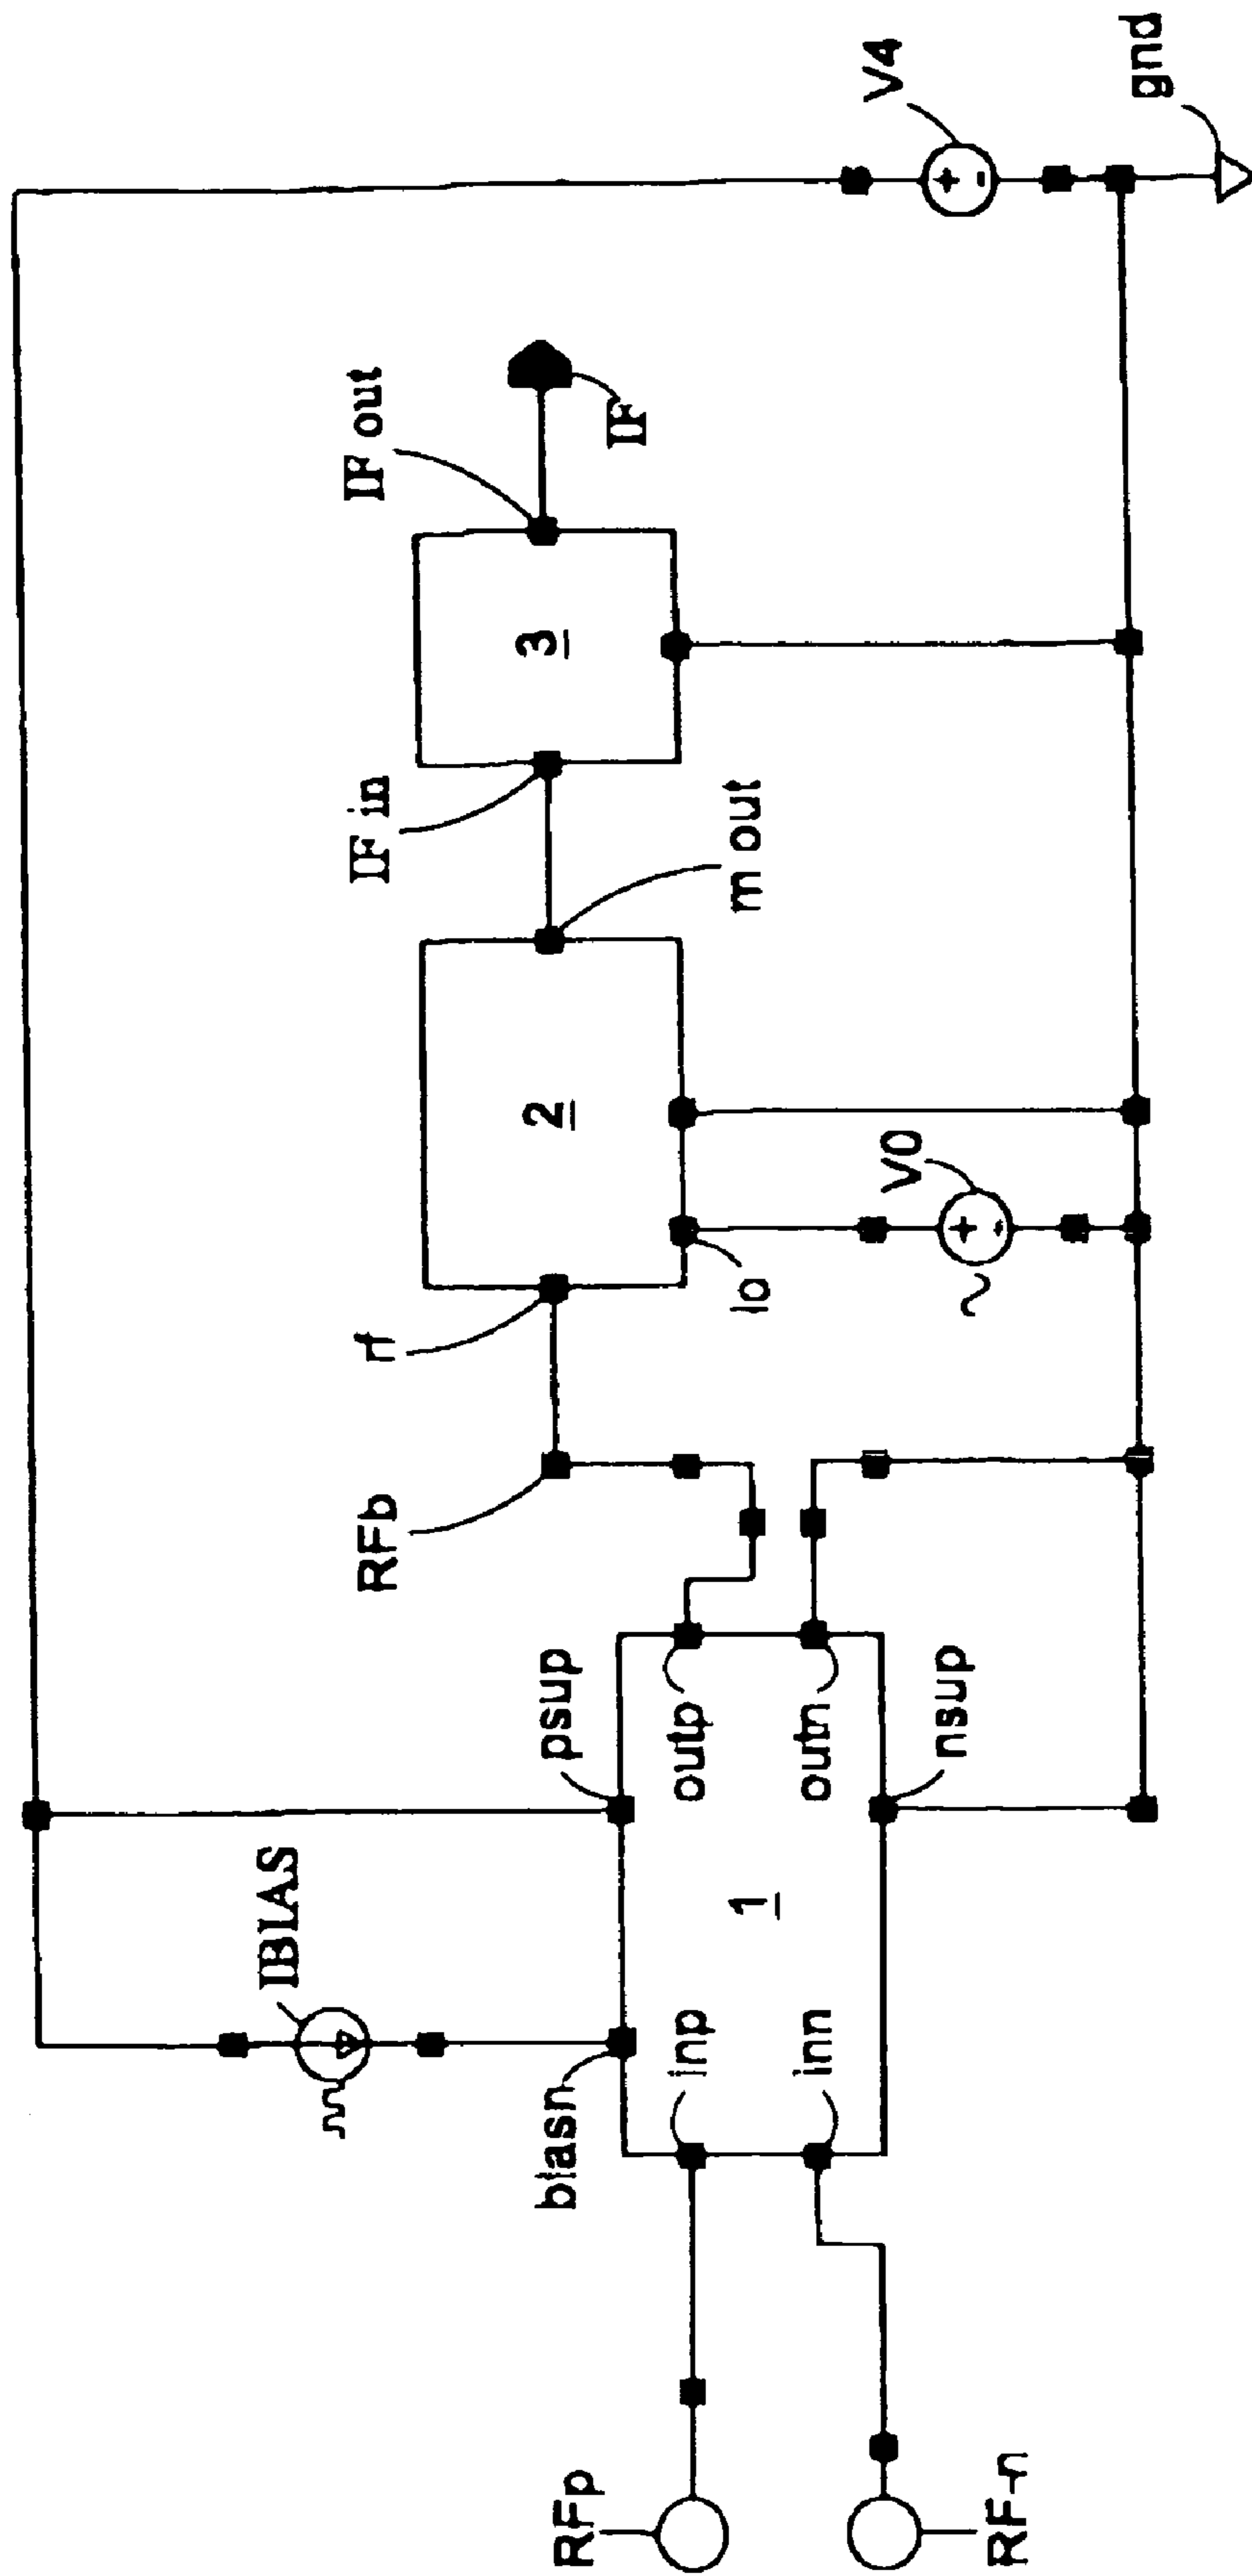 IBIAS
biasn
psup
inp
inn
1
outp
outn
nsup
RFp
RF-n
RFb
rf
lo
2
m out
V0
IF in
3
IF out
IF
V4
gnd